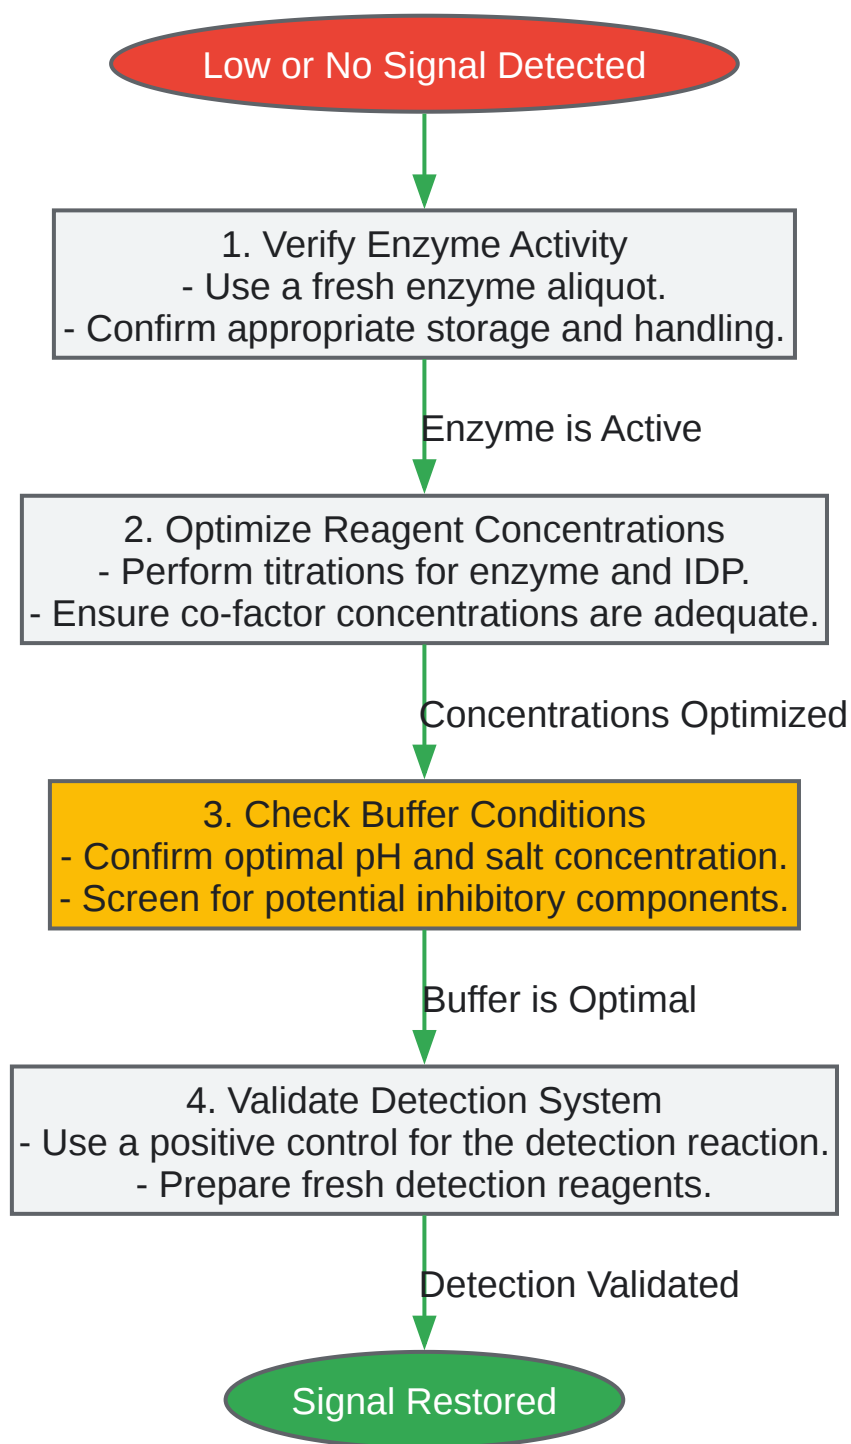 Low or No Signal Detected
1. Verify Enzyme Activity
- Use a fresh enzyme aliquot.
- Confirm appropriate storage and handling.
Enzyme is Active
2. Optimize Reagent Concentrations
- Perform titrations for enzyme and IDP.
- Ensure co-factor concentrations are adequate.
Concentrations Optimized
3. Check Buffer Conditions
- Confirm optimal pH and salt concentration.
- Screen for potential inhibitory components.
Buffer is Optimal
4. Validate Detection System
- Use a positive control for the detection reaction.
- Prepare fresh detection reagents.
Detection Validated
Signal Restored